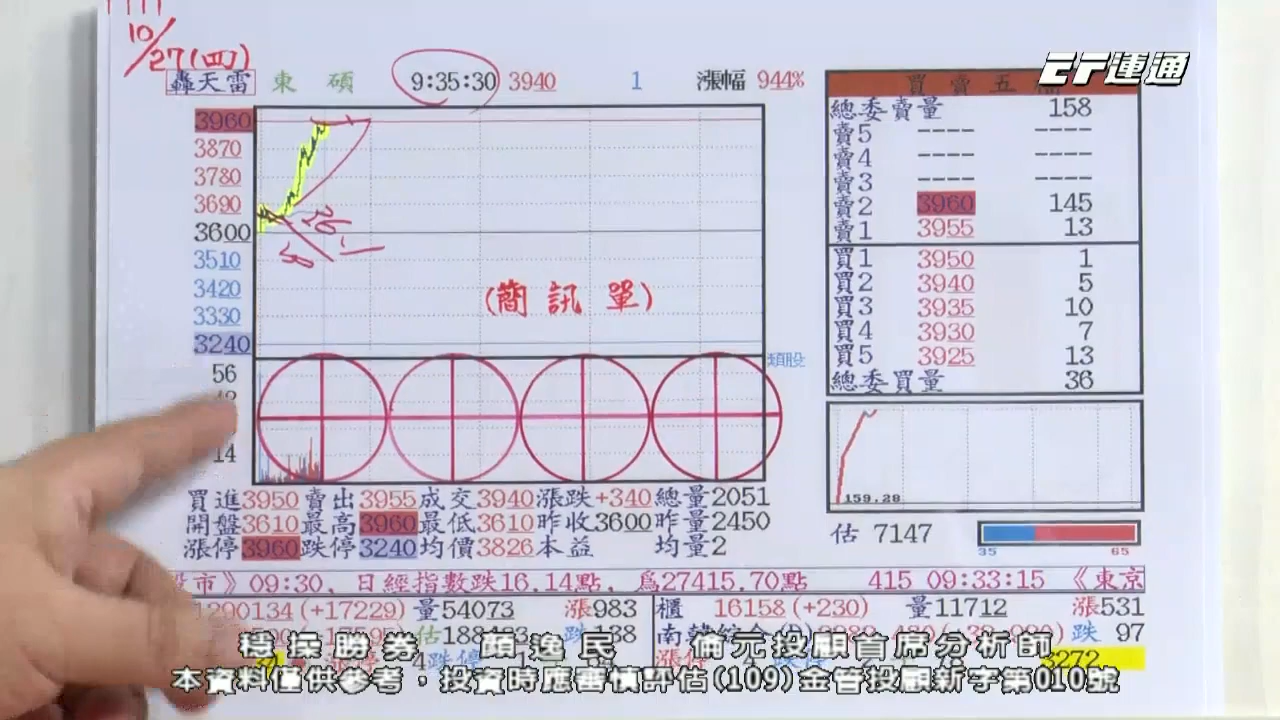 10/27(四)
轟天雷 東碩 9:35:30 3940 1 漲幅 944%
EF運通
買賣五檔
總委賣量 158
賣5 ---- ----
賣4 ---- ----
賣3 ---- ----
賣2 3960 145
賣1 3955 13
買1 3950 1
買2 3940 5
買3 3935 10
買4 3930 7
買5 3925 13
總委買量 36
3960
3870
3780
3690
3600
3510
3420
3330
3240
56
14
(簡訊單)
類股
159.28
估 7147
35 65
買進3950 賣出3955 成交3940 漲跌+340 總量2051
開盤3610 最高3960 最低3610 昨收3600 昨量2450
漲停3960 跌停3240 均價3826 本益 均量2
股市》09:30, 日經指數跌16.14點, 為27415.70點 415 09:33:15 《東京
1290134(+17229) 量54073 漲983 櫃 16158(+230) 量11712 漲531
跌138 跌 97
3272
穩操勝券 顏逸民 倫元投顧首席分析師
本資料僅供參考，投資時應審慎評估(109)金管投顧新字第010號